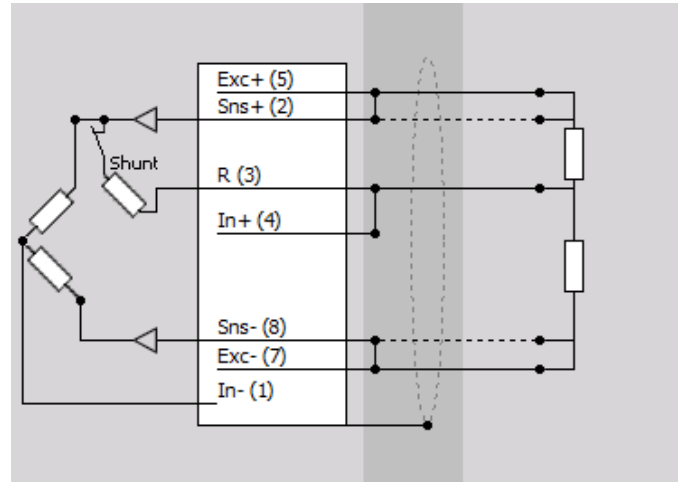 Exc+ (5)
Sns+ (2)
Shunt
R (3)
In+ (4)
Sns- (8)
Exc- (7)
In- (1)